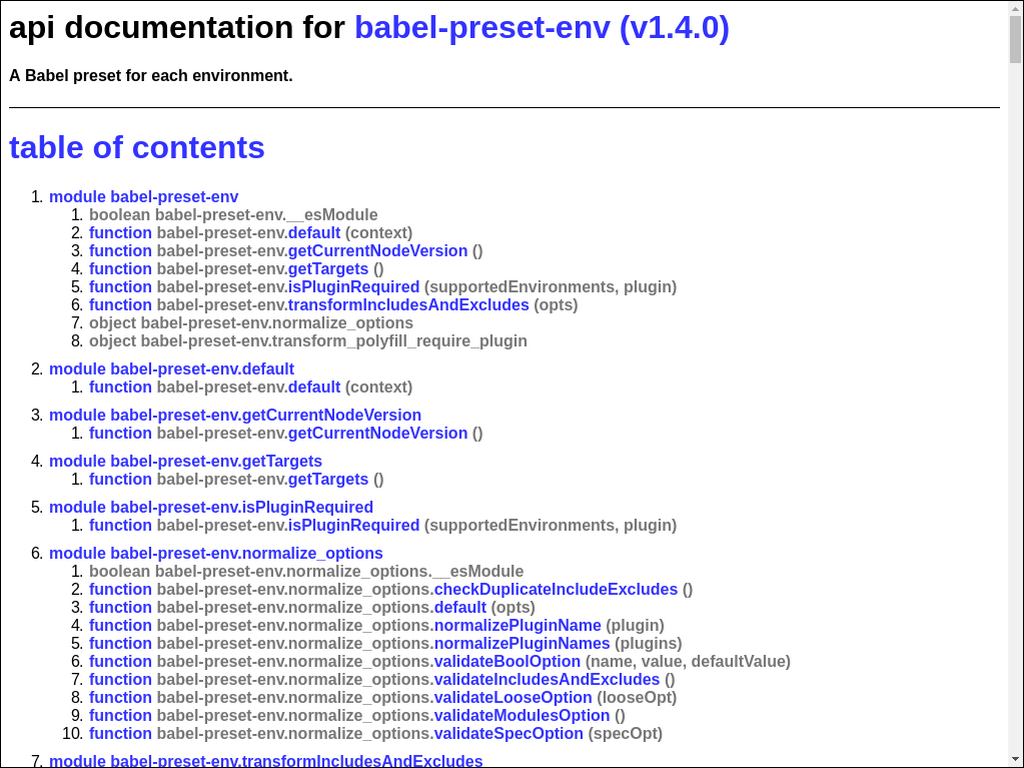 api documentation for babel-preset-env (v1.4.0)
A Babel preset for each environment.
table of contents
1. module babel-preset-env
1. boolean babel-preset-env.__esModule
2. function babel-preset-env.default (context)
3. function babel-preset-env.getCurrentNodeVersion ()
4. function babel-preset-env.getTargets ()
5. function babel-preset-env.isPluginRequired (supportedEnvironments, plugin)
6. function babel-preset-env.transformIncludesAndExcludes (opts)
7. object babel-preset-env.normalize_options
8. object babel-preset-env.transform_polyfill_require_plugin
2. module babel-preset-env.default
1. function babel-preset-env.default (context)
3. module babel-preset-env.getCurrentNodeVersion
1. function babel-preset-env.getCurrentNodeVersion ()
4. module babel-preset-env.getTargets
1. function babel-preset-env.getTargets ()
5. module babel-preset-env.isPluginRequired
1. function babel-preset-env.isPluginRequired (supportedEnvironments, plugin)
6. module babel-preset-env.normalize_options
1. boolean babel-preset-env.normalize_options.__esModule
2. function babel-preset-env.normalize_options.checkDuplicateIncludeExcludes ()
3. function babel-preset-env.normalize_options.default (opts)
4. function babel-preset-env.normalize_options.normalizePluginName (plugin)
5. function babel-preset-env.normalize_options.normalizePluginNames (plugins)
6. function babel-preset-env.normalize_options.validateBoolOption (name, value, defaultValue)
7. function babel-preset-env.normalize_options.validateIncludesAndExcludes ()
8. function babel-preset-env.normalize_options.validateLooseOption (looseOpt)
9. function babel-preset-env.normalize_options.validateModulesOption ()
10. function babel-preset-env.normalize_options.validateSpecOption (specOpt)
7. module babel-preset-env.transformIncludesAndExcludes